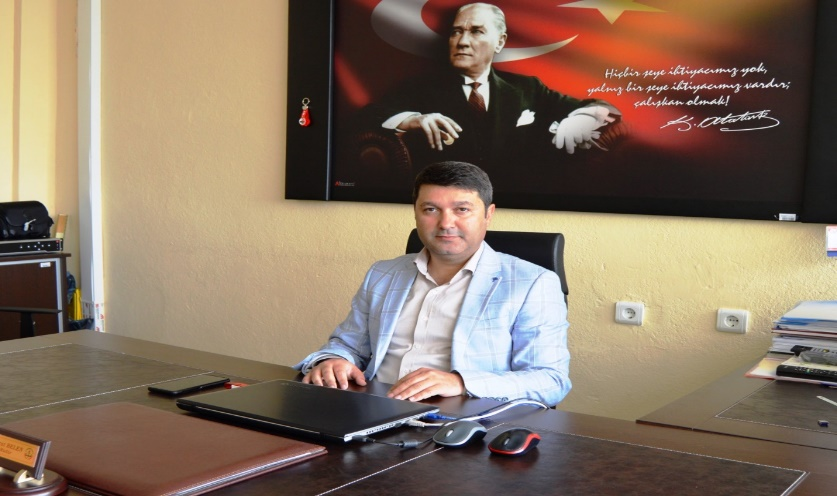 Hiçbir şeye ihtiyacımız yok,
yalnız bir şeye ihtiyacımız vardır;
çalışkan olmak!
K. Atatürk